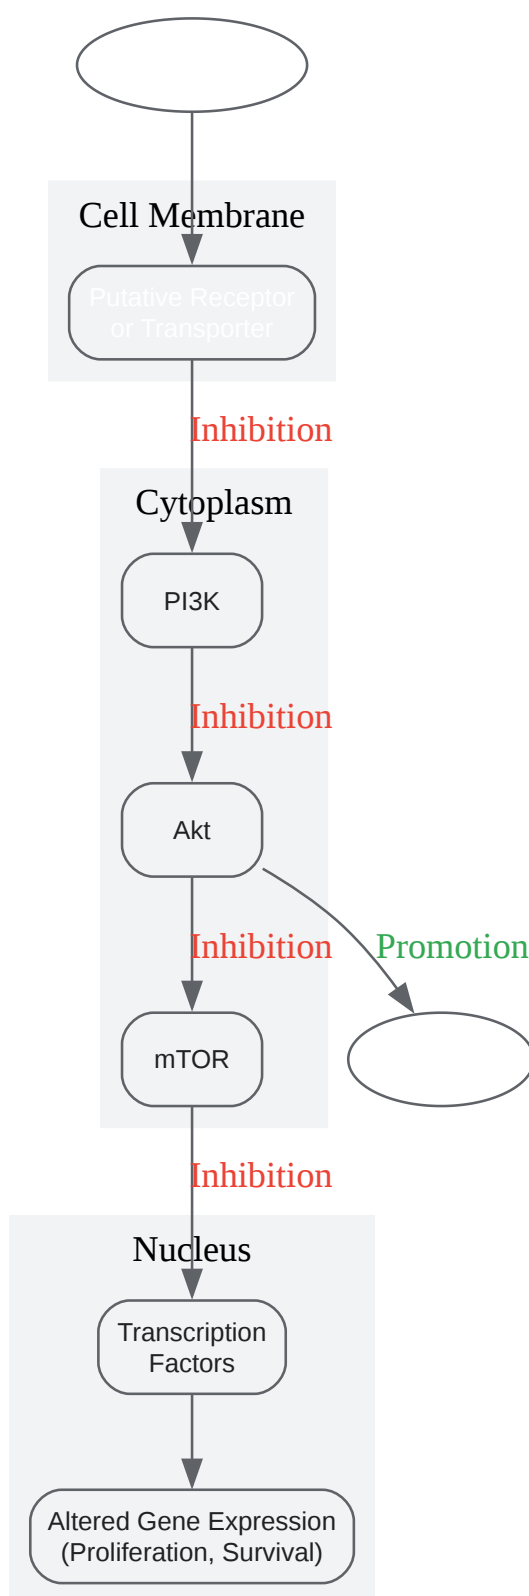 Cell Membrane
Putative Receptor
or Transporter
Inhibition
Cytoplasm
PI3K
Inhibition
Akt
Inhibition
Promotion
mTOR
Inhibition
Nucleus
Transcription
Factors
Altered Gene Expression
(Proliferation, Survival)